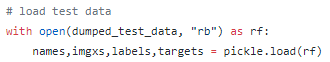 # load test data
with open(dumped_test_data, "rb") as rf:
    names,imgxs,labels,targets = pickle.load(rf)